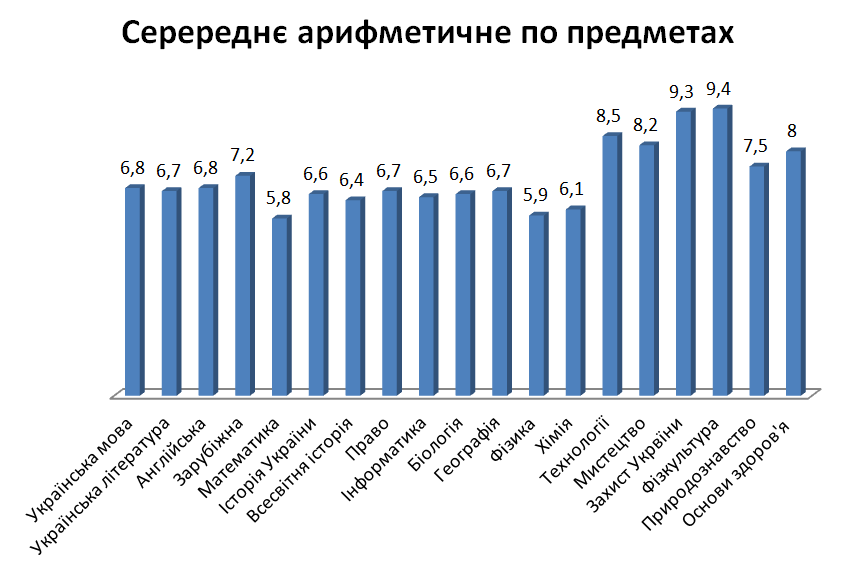 Серереднє арифметичне по предметах
6,8
6,7
6,8
7,2
5,8
6,6
6,4
6,7
6,5
6,6
6,7
5,9
6,1
8,5
8,2
9,3
9,4
7,5
8
Українська мова
Українська література
Англійська
Зарубіжна
Математика
Історія України
Всесвітня історія
Право
Інформатика
Біологія
Географія
Фізика
Хімія
Технології
Мистецтво
Захист Укрвіни
Фізкультура
Природознавство
Основи здоров'я